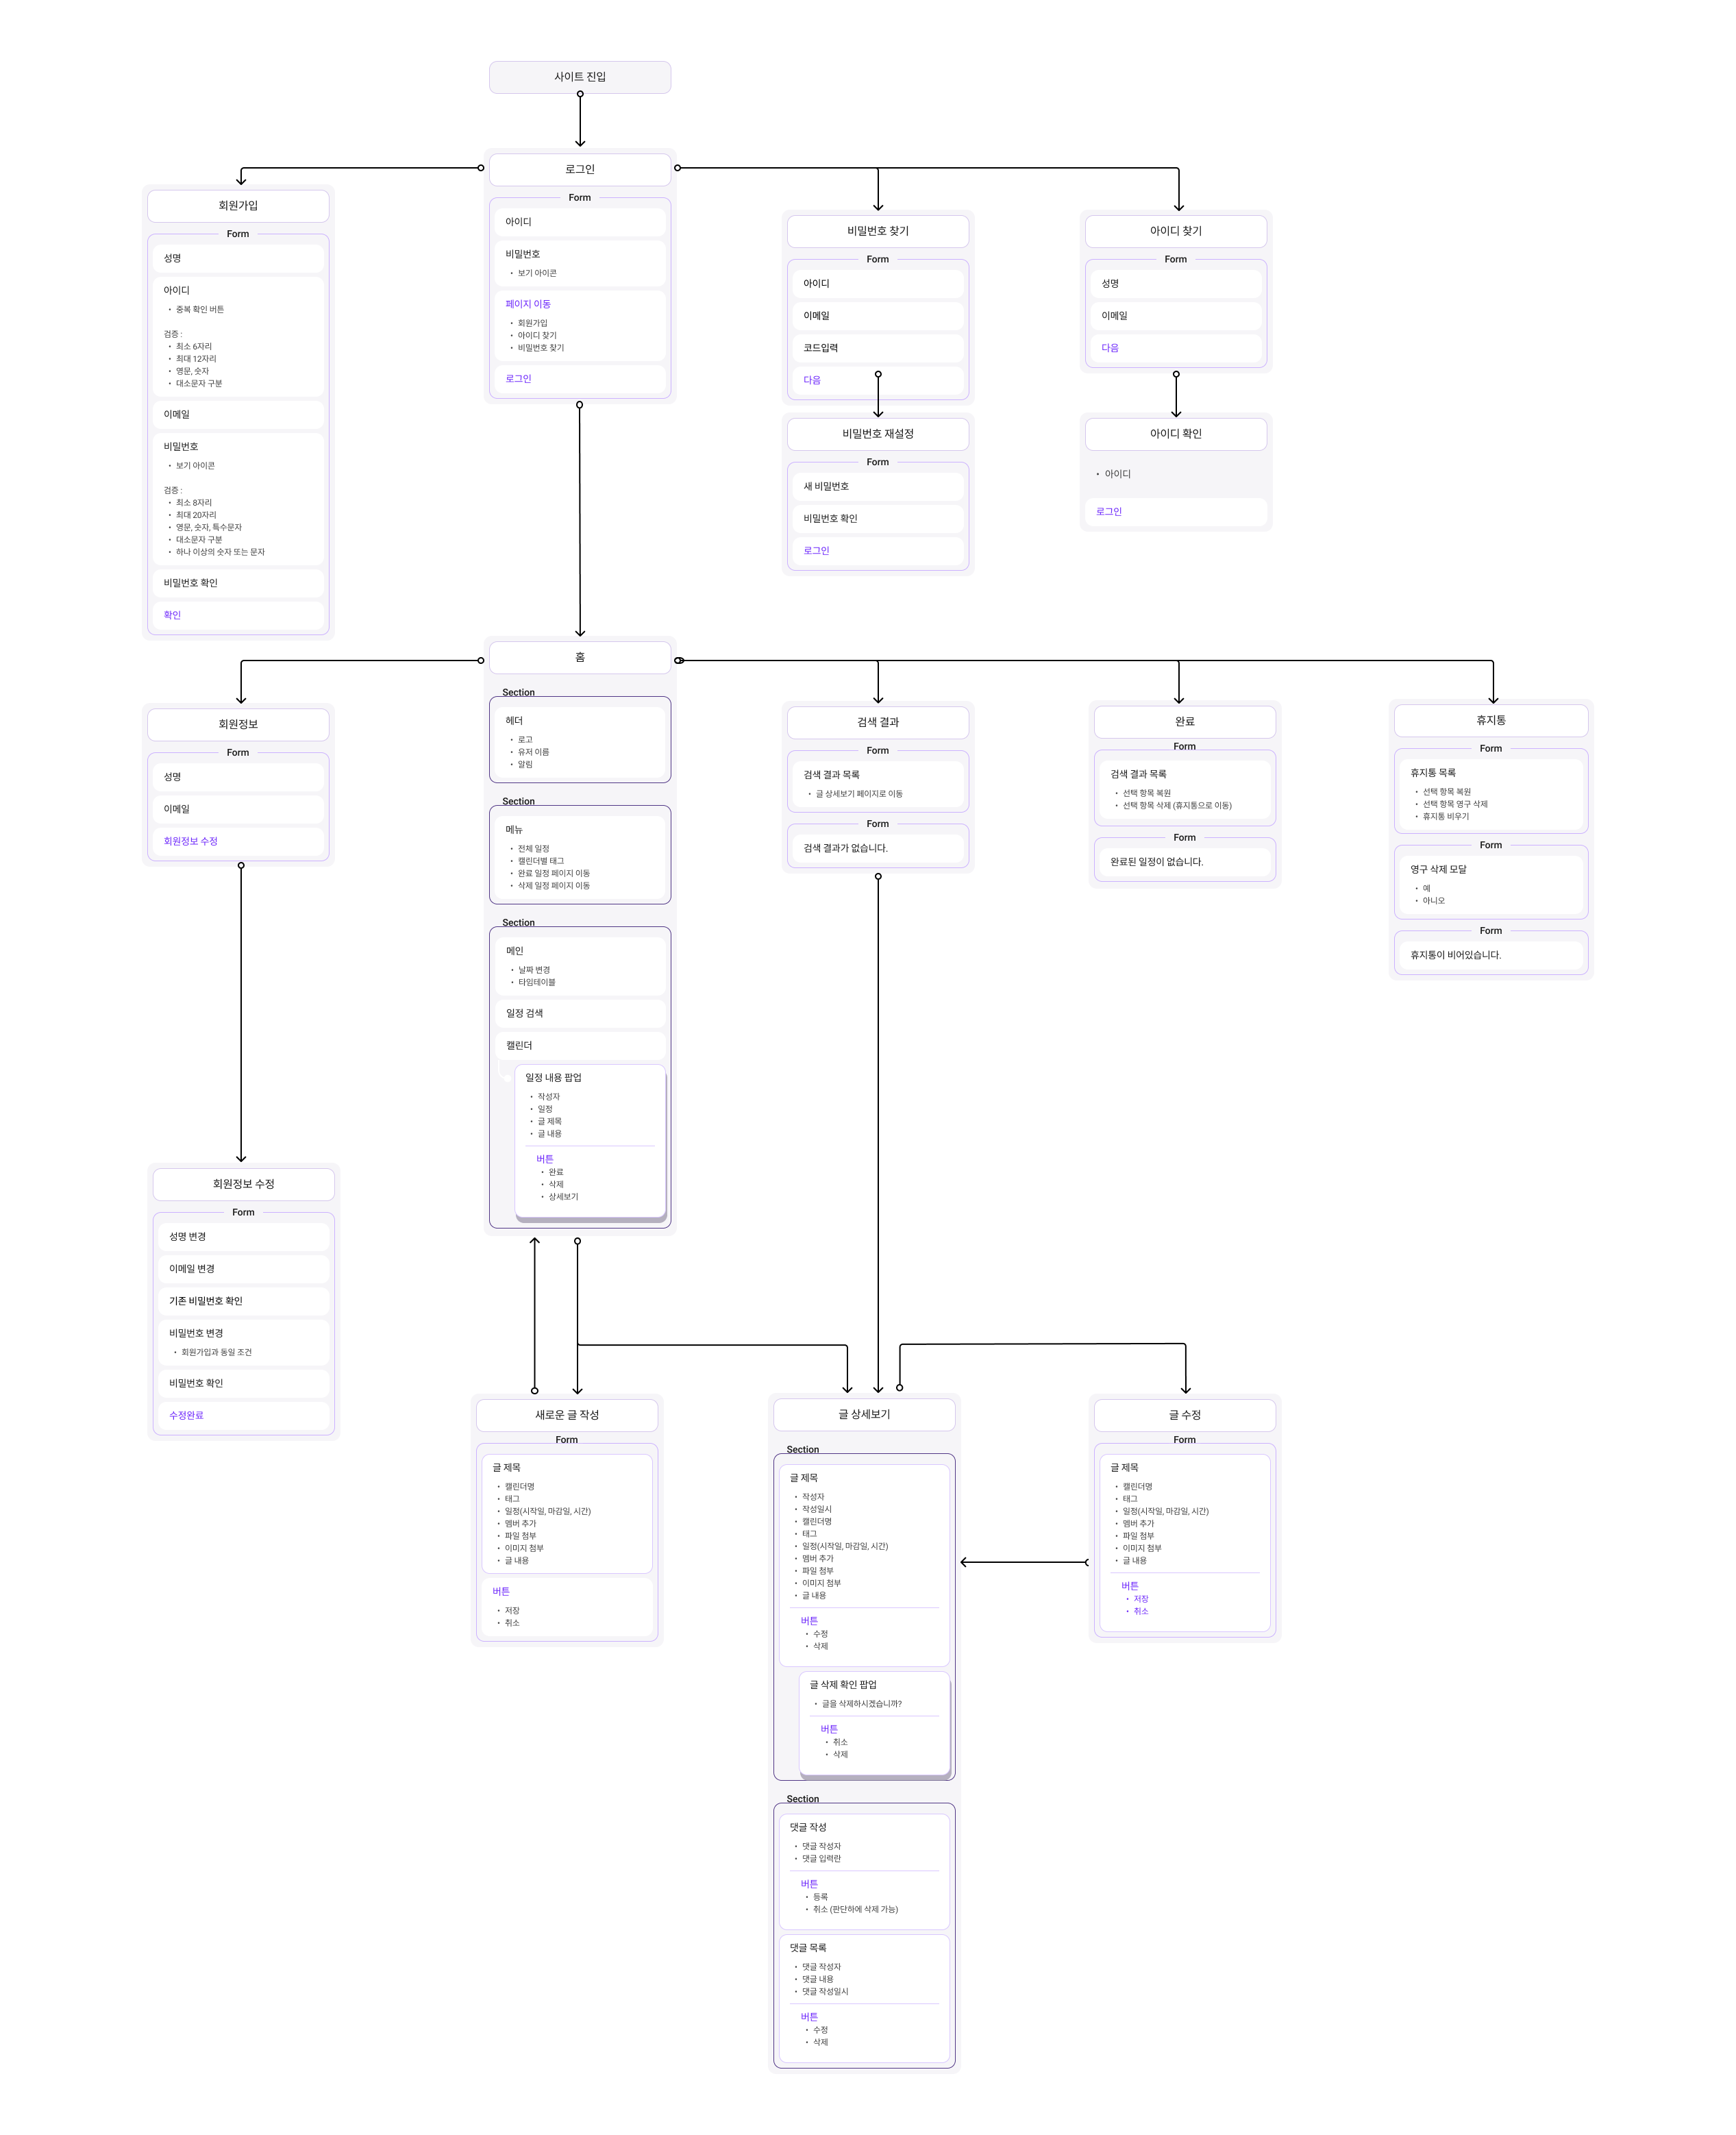 사이트 진입
로그인
Form
아이디
비밀번호
• 보기 아이콘
페이지 이동
• 회원가입
• 아이디 찾기
• 비밀번호 찾기
로그인
회원가입
Form
성명
아이디
• 중복 확인 버튼
검증 :
• 최소 6자리
• 최대 12자리
• 영문, 숫자
• 대소문자 구분
이메일
비밀번호
• 보기 아이콘
검증 :
• 최소 8자리
• 최대 20자리
• 영문, 숫자, 특수문자
• 대소문자 구분
• 하나 이상의 숫자 또는 문자
비밀번호 확인
확인
비밀번호 찾기
Form
아이디
이메일
코드입력
다음
비밀번호 재설정
Form
새 비밀번호
비밀번호 확인
로그인
아이디 찾기
Form
성명
이메일
다음
아이디 확인
• 아이디
로그인
홈
Section
헤더
• 로고
• 유저 이름
• 알림
Section
메뉴
• 전체 일정
• 캘린더별 태그
• 완료 일정 페이지 이동
• 삭제 일정 페이지 이동
Section
메인
• 날짜 변경
• 타임테이블
일정 검색
캘린더
일정 내용 팝업
• 작성자
• 일정
• 글 제목
• 글 내용
버튼
• 완료
• 삭제
• 상세보기
회원정보
Form
성명
이메일
회원정보 수정
회원정보 수정
Form
성명 변경
이메일 변경
기존 비밀번호 확인
비밀번호 변경
• 회원가입과 동일 조건
비밀번호 확인
수정완료
검색 결과
Form
검색 결과 목록
• 글 상세보기 페이지로 이동
Form
검색 결과가 없습니다.
완료
Form
검색 결과 목록
• 선택 항목 복원
• 선택 항목 삭제 (휴지통으로 이동)
Form
완료된 일정이 없습니다.
휴지통
Form
휴지통 목록
• 선택 항목 복원
• 선택 항목 영구 삭제
• 휴지통 비우기
Form
영구 삭제 모달
• 예
• 아니오
Form
휴지통이 비어있습니다.
새로운 글 작성
Form
글 제목
• 캘린더명
• 태그
• 일정(시작일, 마감일, 시간)
• 멤버 추가
• 파일 첨부
• 이미지 첨부
• 글 내용
버튼
• 저장
• 취소
글 상세보기
Section
글 제목
• 작성자
• 작성일시
• 캘린더명
• 태그
• 일정(시작일, 마감일, 시간)
• 멤버 추가
• 파일 첨부
• 이미지 첨부
• 글 내용
버튼
• 수정
• 삭제
글 삭제 확인 팝업
• 글을 삭제하시겠습니까?
버튼
• 취소
• 삭제
Section
댓글 작성
• 댓글 작성자
• 댓글 입력란
버튼
• 등록
• 취소 (판단하에 삭제 가능)
댓글 목록
• 댓글 작성자
• 댓글 내용
• 댓글 작성일시
버튼
• 수정
• 삭제
글 수정
Form
글 제목
• 캘린더명
• 태그
• 일정(시작일, 마감일, 시간)
• 멤버 추가
• 파일 첨부
• 이미지 첨부
• 글 내용
버튼
• 저장
• 취소